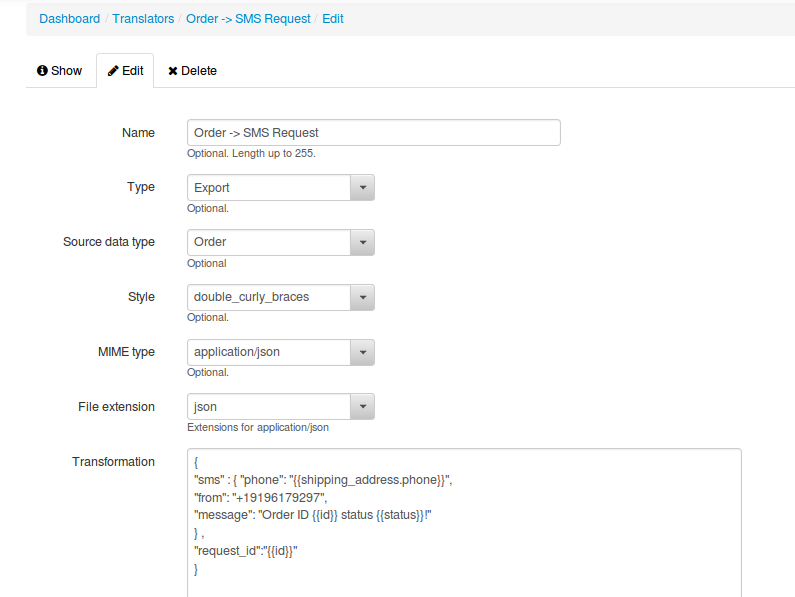 Dashboard / Translators / Order -> SMS Request / Edit
Show Edit Delete
Name Order -> SMS Request
Optional. Length up to 255.
Type Export
Optional.
Source data type Order
Optional
Style double_curly_braces
Optional.
MIME type application/json
Optional.
File extension json
Extensions for application/json
Transformation {
"sms" : { "phone": "{{shipping_address.phone}}",
"from": "+19196179297",
"message": "Order ID {{id}} status {{status}}!"
} ,
"request_id":"{{id}}"
}